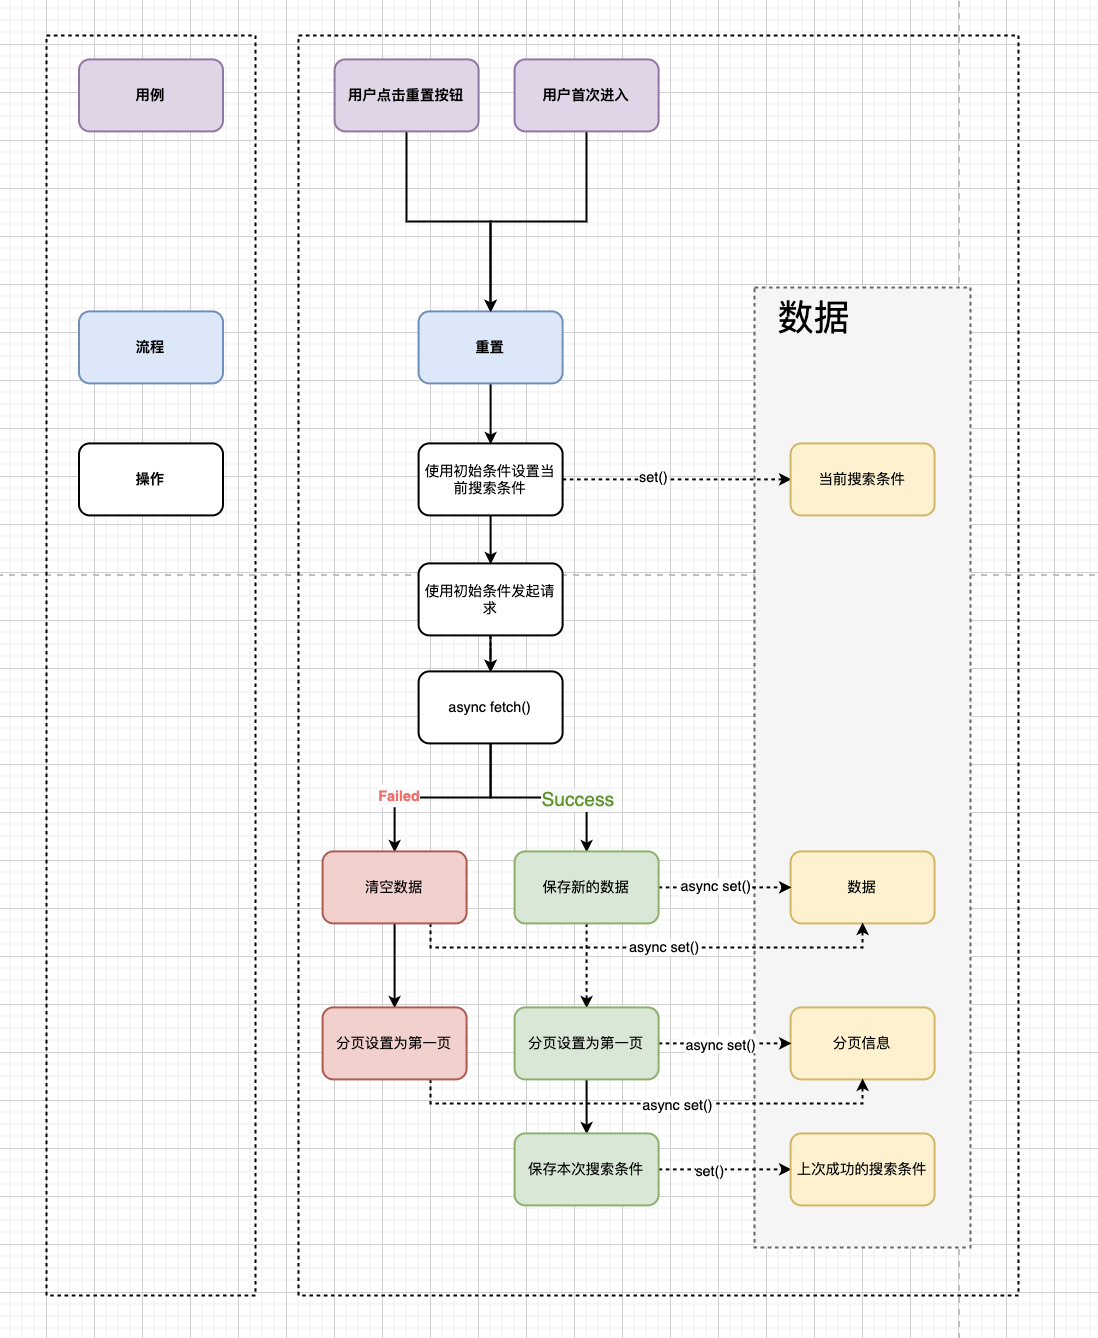 用例
用户点击重置按钮
用户首次进入
数据
流程
重置
操作
使用初始条件设置当
前搜索条件
set()
当前搜索条件
使用初始条件发起请
求
async fetch()
Failed
Success
清空数据
保存新的数据
async set()
数据
async set()
分页设置为第一页
分页设置为第一页
async set()
分页信息
async set()
保存本次搜索条件
set()
上次成功的搜索条件